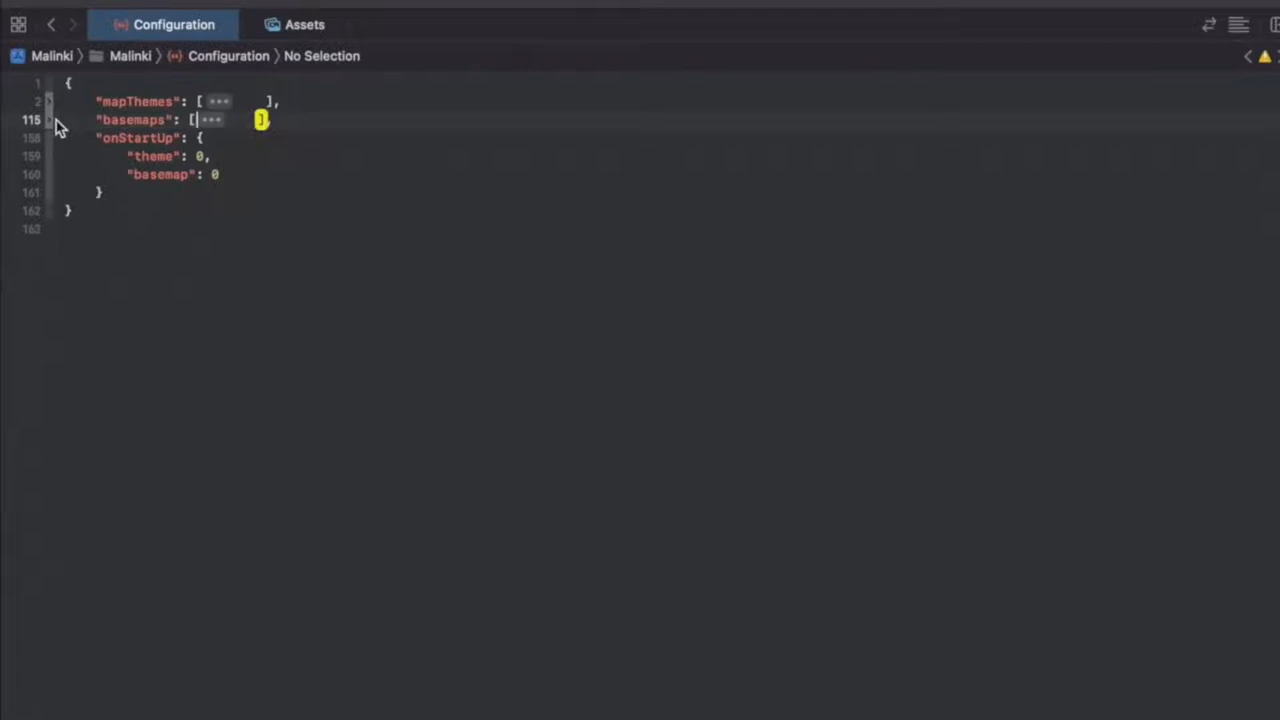 Configuration
Assets
Malinki 〉 Malinki 〉 Configuration 〉 No Selection
1 {
2 "mapThemes": [ ••• ],
115 "basemaps": [ ••• ],
158 "onStartUp": {
159 "theme": 0,
160 "basemap": 0
161 }
162 }
163